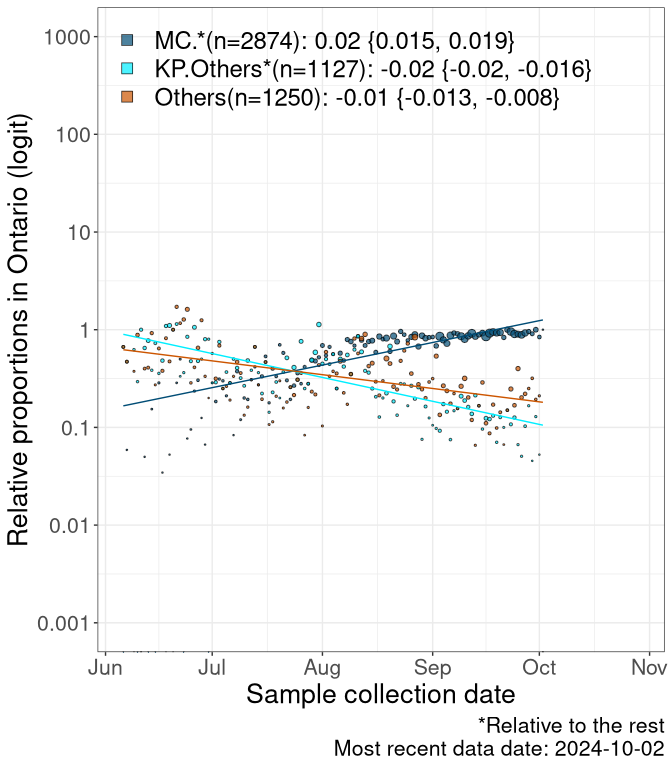 MC.*(n=2874): 0.02 {0.015, 0.019}
KP.Others*(n=1127): -0.02 {-0.02, -0.016}
Others(n=1250): -0.01 {-0.013, -0.008}
Relative proportions in Ontario (logit)
1000
100
10
1
0.1
0.01
0.001
Jun Jul Aug Sep Oct Nov
Sample collection date
*Relative to the rest
Most recent data date: 2024-10-02